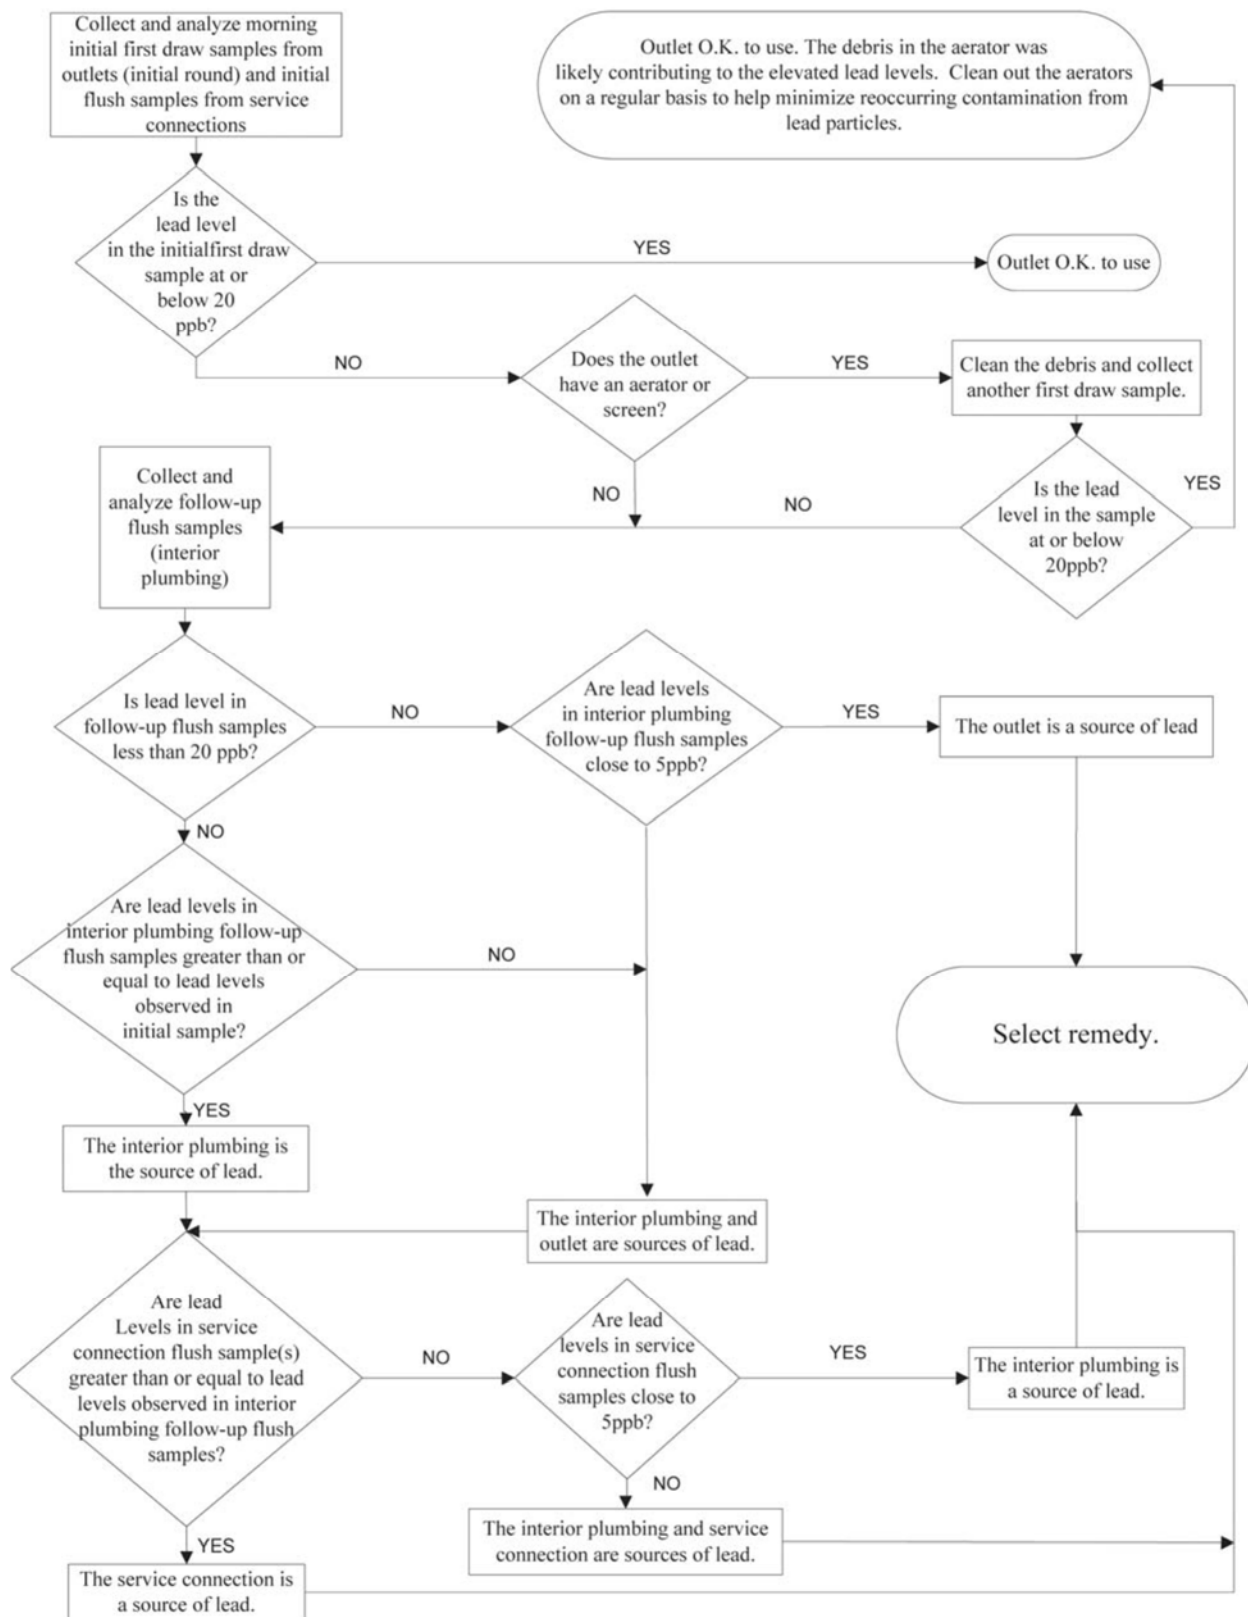 Collect and analyze morning
initial first draw samples from
outlets (initial round) and initial
flush samples from service
connections
Outlet O.K. to use. The debris in the aerator was
likely contributing to the elevated lead levels. Clean out the aerators
on a regular basis to help minimize reoccurring contamination from
lead particles.
Is the
lead level
in the initialfirst draw
sample at or
below 20
ppb?
YES
Outlet O.K. to use
NO
Does the outlet
have an aerator or
screen?
YES
Clean the debris and collect
another first draw sample.
Collect and
analyze follow-up
flush samples
(interior
plumbing)
NO
NO
Is the lead
level in the sample
at or below
20ppb?
YES
Is lead level in
follow-up flush samples
less than 20 ppb?
NO
Are lead levels
in interior plumbing
follow-up flush samples
close to 5ppb?
YES
The outlet is a source of lead
NO
Are lead levels in
interior plumbing follow-up
flush samples greater than or
equal to lead levels
observed in
initial sample?
NO
Select remedy.
YES
The interior plumbing is
the source of lead.
The interior plumbing and
outlet are sources of lead.
Are lead
Levels in service
connection flush sample(s)
greater than or equal to lead
levels observed in interior
plumbing follow-up flush
samples?
NO
Are lead
levels in service
connection flush
samples close to
5ppb?
YES
The interior plumbing is
a source of lead.
NO
The interior plumbing and service
connection are sources of lead.
YES
The service connection is
a source of lead.